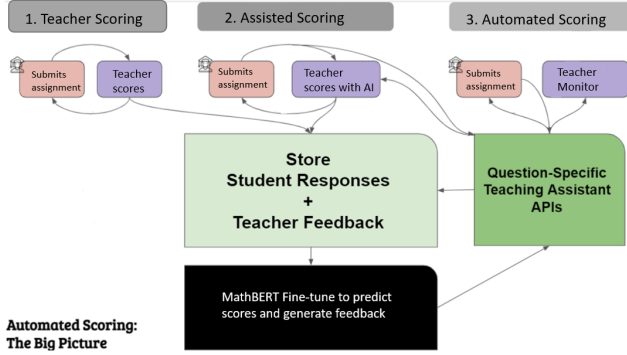 1. Teacher Scoring
2. Assisted Scoring
3. Automated Scoring
Submits
assignment
Teacher
scores
Submits
assignment
Teacher
scores with AI
Submits
assignment
Teacher
Monitor
Store
Student Responses
+
Teacher Feedback
Question-Specific
Teaching Assistant
APIs
MathBERT Fine-tune to predict
scores and generate feedback
Automated Scoring:
The Big Picture